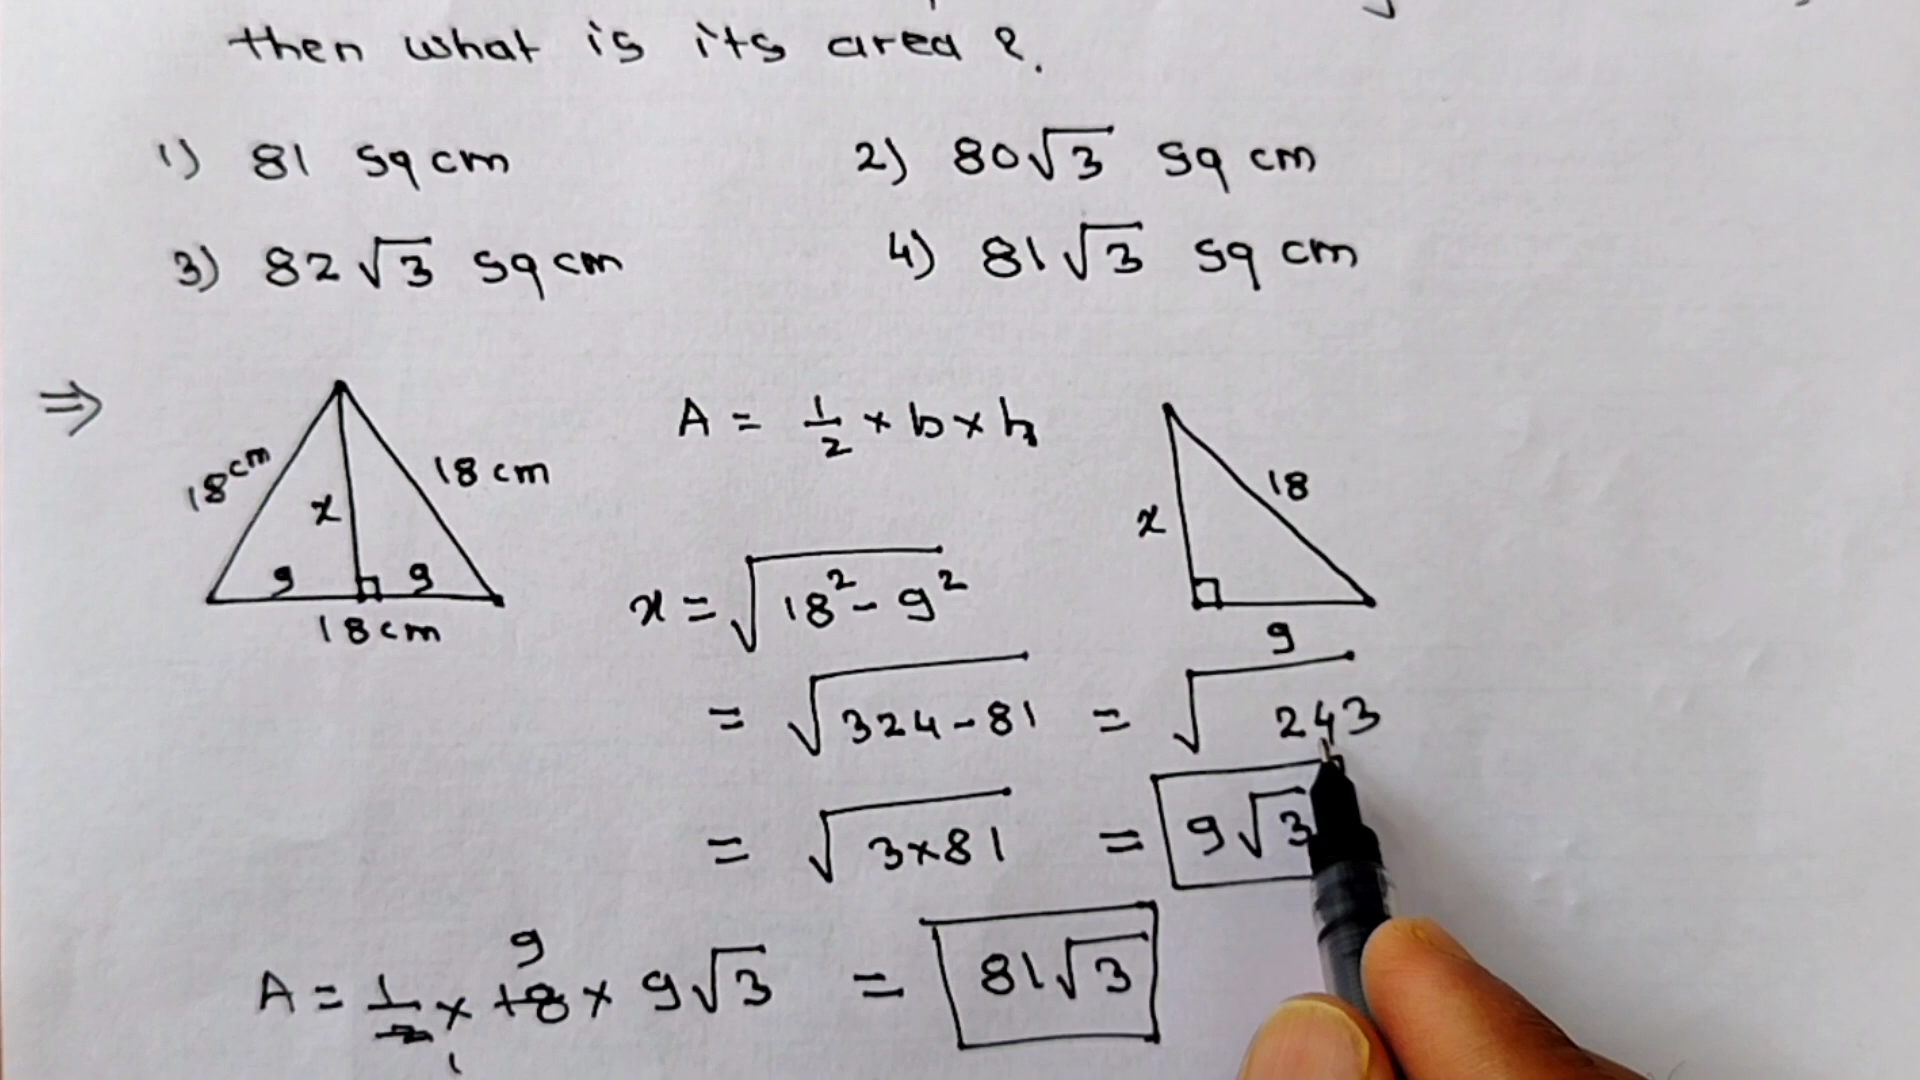 then what is its area ?.
1) 81 sq cm 2) 80√3 sq cm
3) 82√3 sq cm 4) 81√3 sq cm
⇒
18cm 18 cm
x
9 9
18cm
A = 1/2 × b × h
x 18
9
x = √18² - 9²
= √324-81 = √243
= √3×81 = 9√3
9
A = 1/2 × 18 × 9√3 = 81√3
1